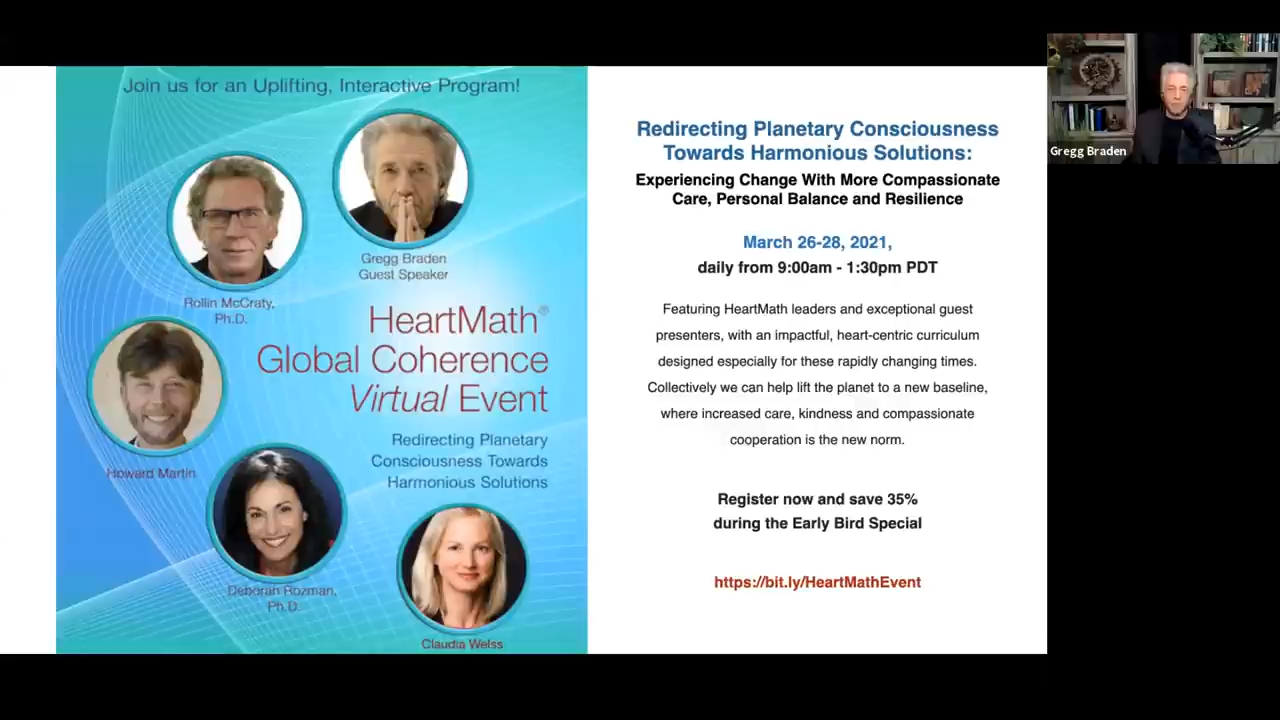 Join us for an Uplifting, Interactive Program!
Gregg Braden
Guest Speaker
Rollin McCraty,
Ph.D.
HeartMath®
Global Coherence
Virtual Event
Redirecting Planetary
Consciousness Towards
Harmonious Solutions
Howard Martin
Deborah Rozman,
Ph.D.
Claudia Welss
Redirecting Planetary Consciousness
Towards Harmonious Solutions:
Experiencing Change With More Compassionate
Care, Personal Balance and Resilience
March 26-28, 2021,
daily from 9:00am - 1:30pm PDT
Featuring HeartMath leaders and exceptional guest
presenters, with an impactful, heart-centric curriculum
designed especially for these rapidly changing times.
Collectively we can help lift the planet to a new baseline,
where increased care, kindness and compassionate
cooperation is the new norm.
Register now and save 35%
during the Early Bird Special
https://bit.ly/HeartMathEvent
Gregg Braden